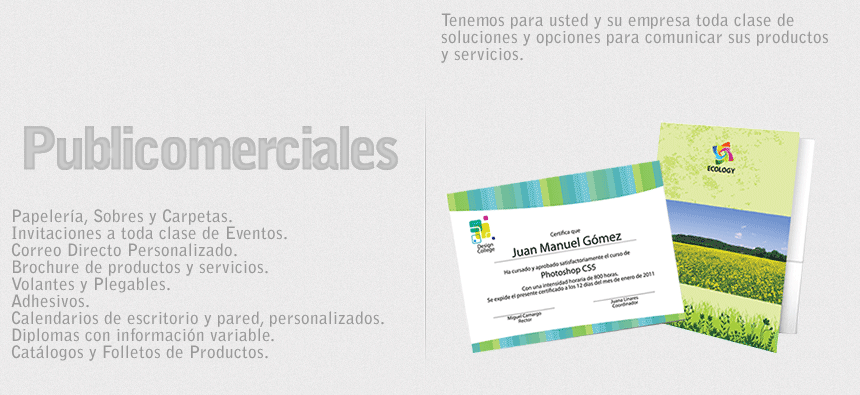 Tenemos para usted y su empresa toda clase de
soluciones y opciones para comunicar sus productos
y servicios.
Publicomerciales
Papelería, Sobres y Carpetas.
Invitaciones a toda clase de Eventos.
Correo Directo Personalizado.
Brochure de productos y servicios.
Volantes y Plegables.
Adhesivos.
Calendarios de escritorio y pared, personalizados.
Diplomas con información variable.
Catálogos y Folletos de Productos.
Design
College
Certifica que
Juan Manuel Gómez
Ha cursado y aprobado satisfactoriamente el curso de
Photoshop CS5
Con una intensidad horaria de 800 horas.
Se expide el presente certificado a los 12 días del mes de enero de 2011
Miguel Camargo
Rector
Juana Linares
Coordinador
ECOLOGY